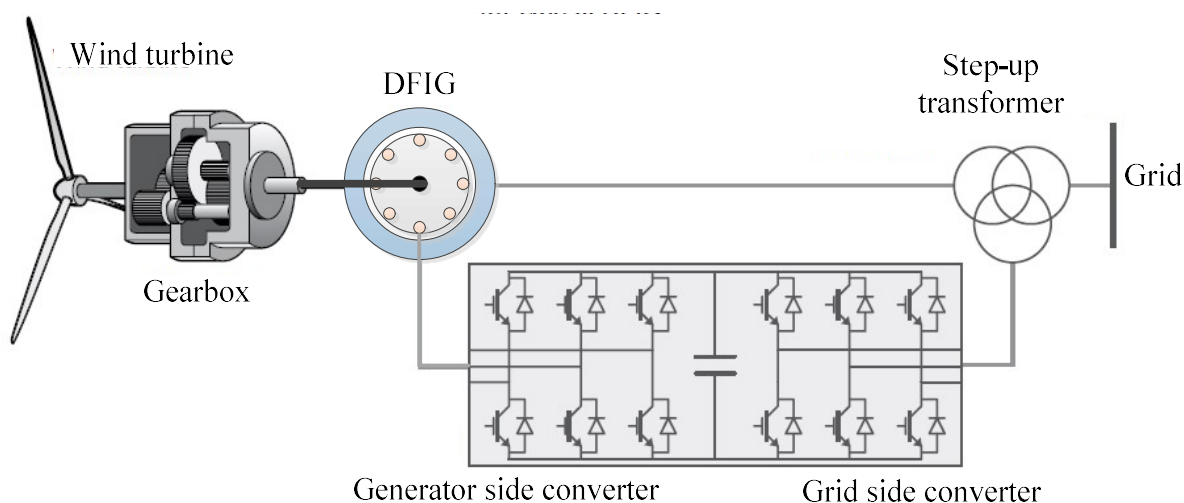 Wind turbine
DFIG
Step-up
transformer
Grid
Gearbox
Generator side converter
Grid side converter